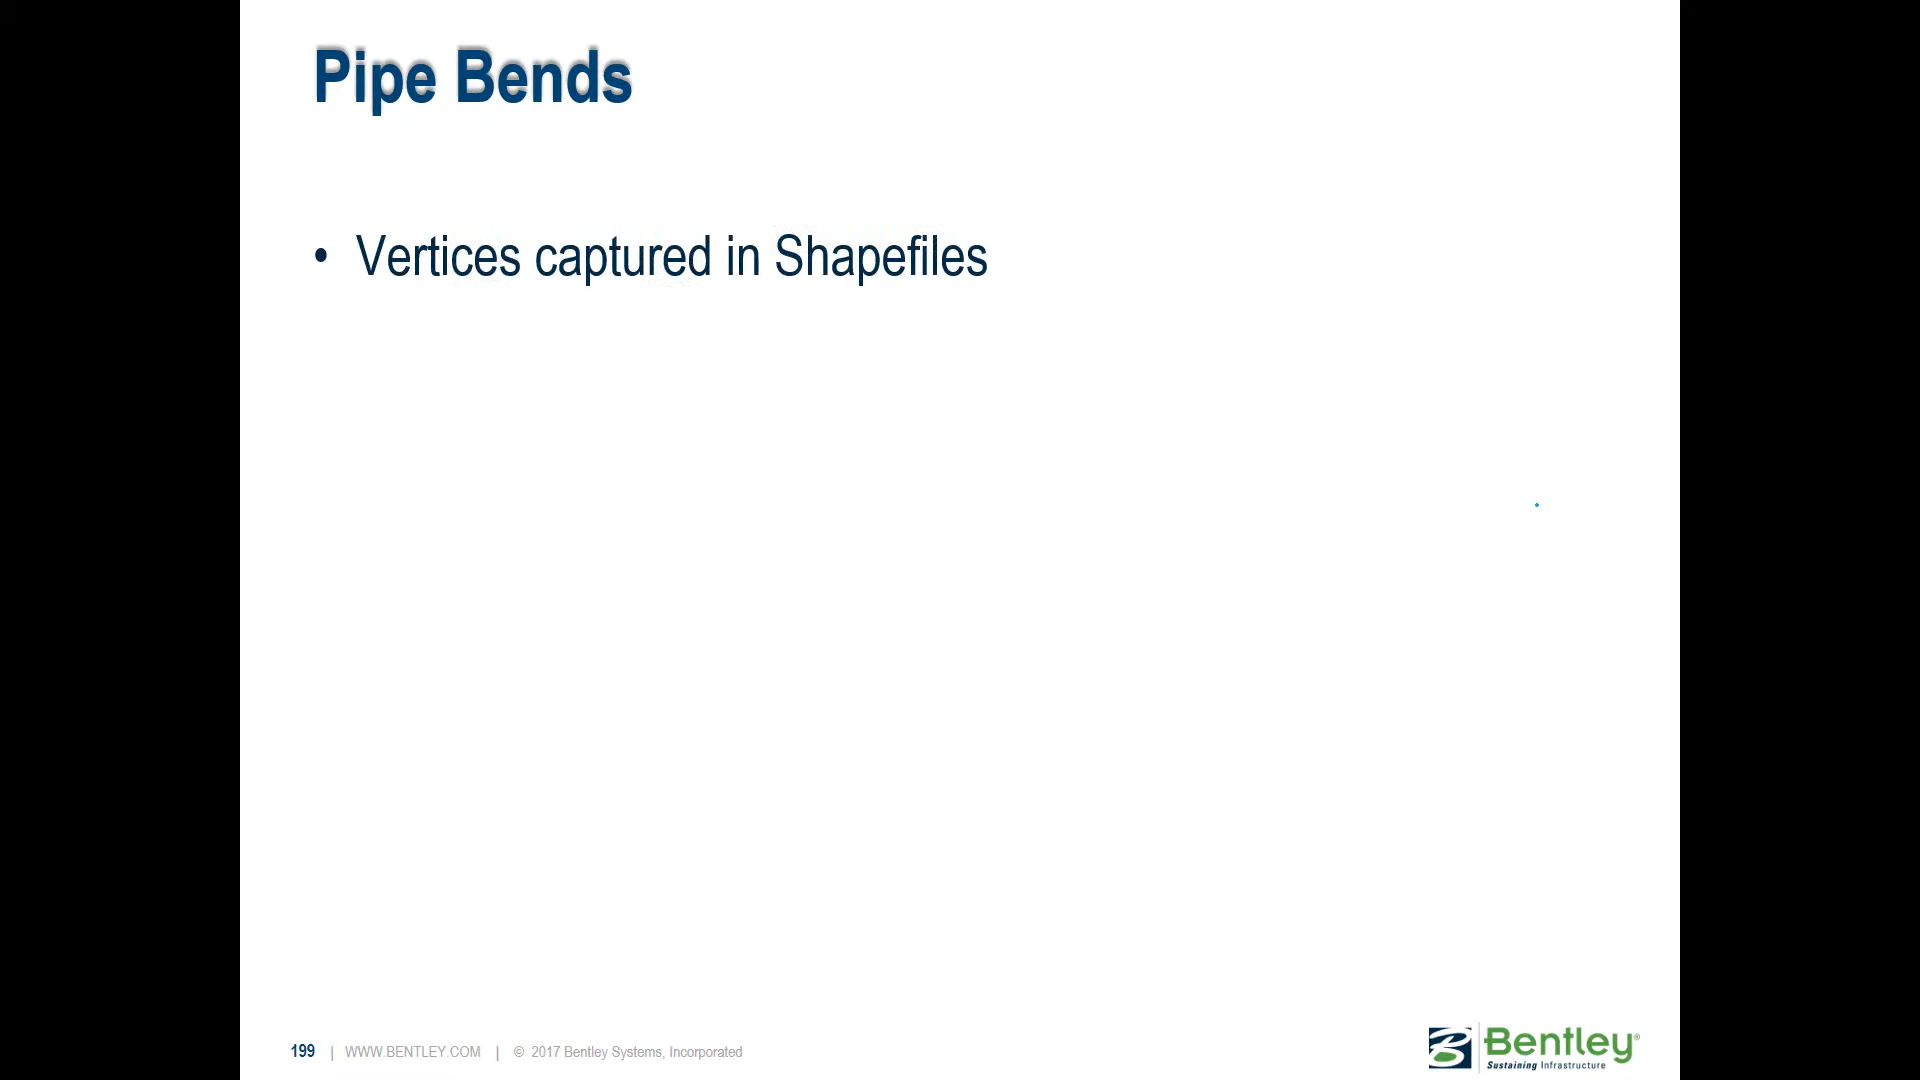 Pipe Bends
• Vertices captured in Shapefiles
199 | WWW.BENTLEY.COM | © 2017 Bentley Systems, Incorporated
Bentley®
Sustaining Infrastructure